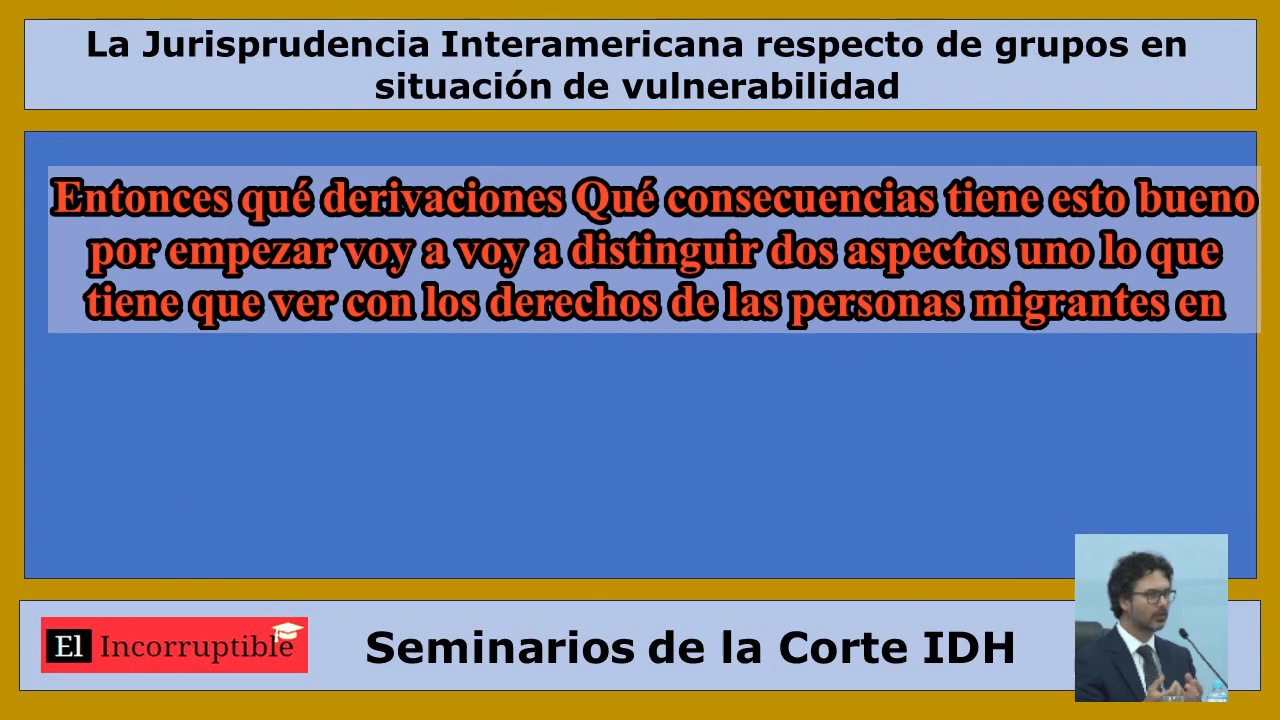 La Jurisprudencia Interamericana respecto de grupos en
situación de vulnerabilidad
Entonces qué derivaciones Qué consecuencias tiene esto bueno
por empezar voy a voy a distinguir dos aspectos uno lo que
tiene que ver con los derechos de las personas migrantes en
El Incorruptible
Seminarios de la Corte IDH